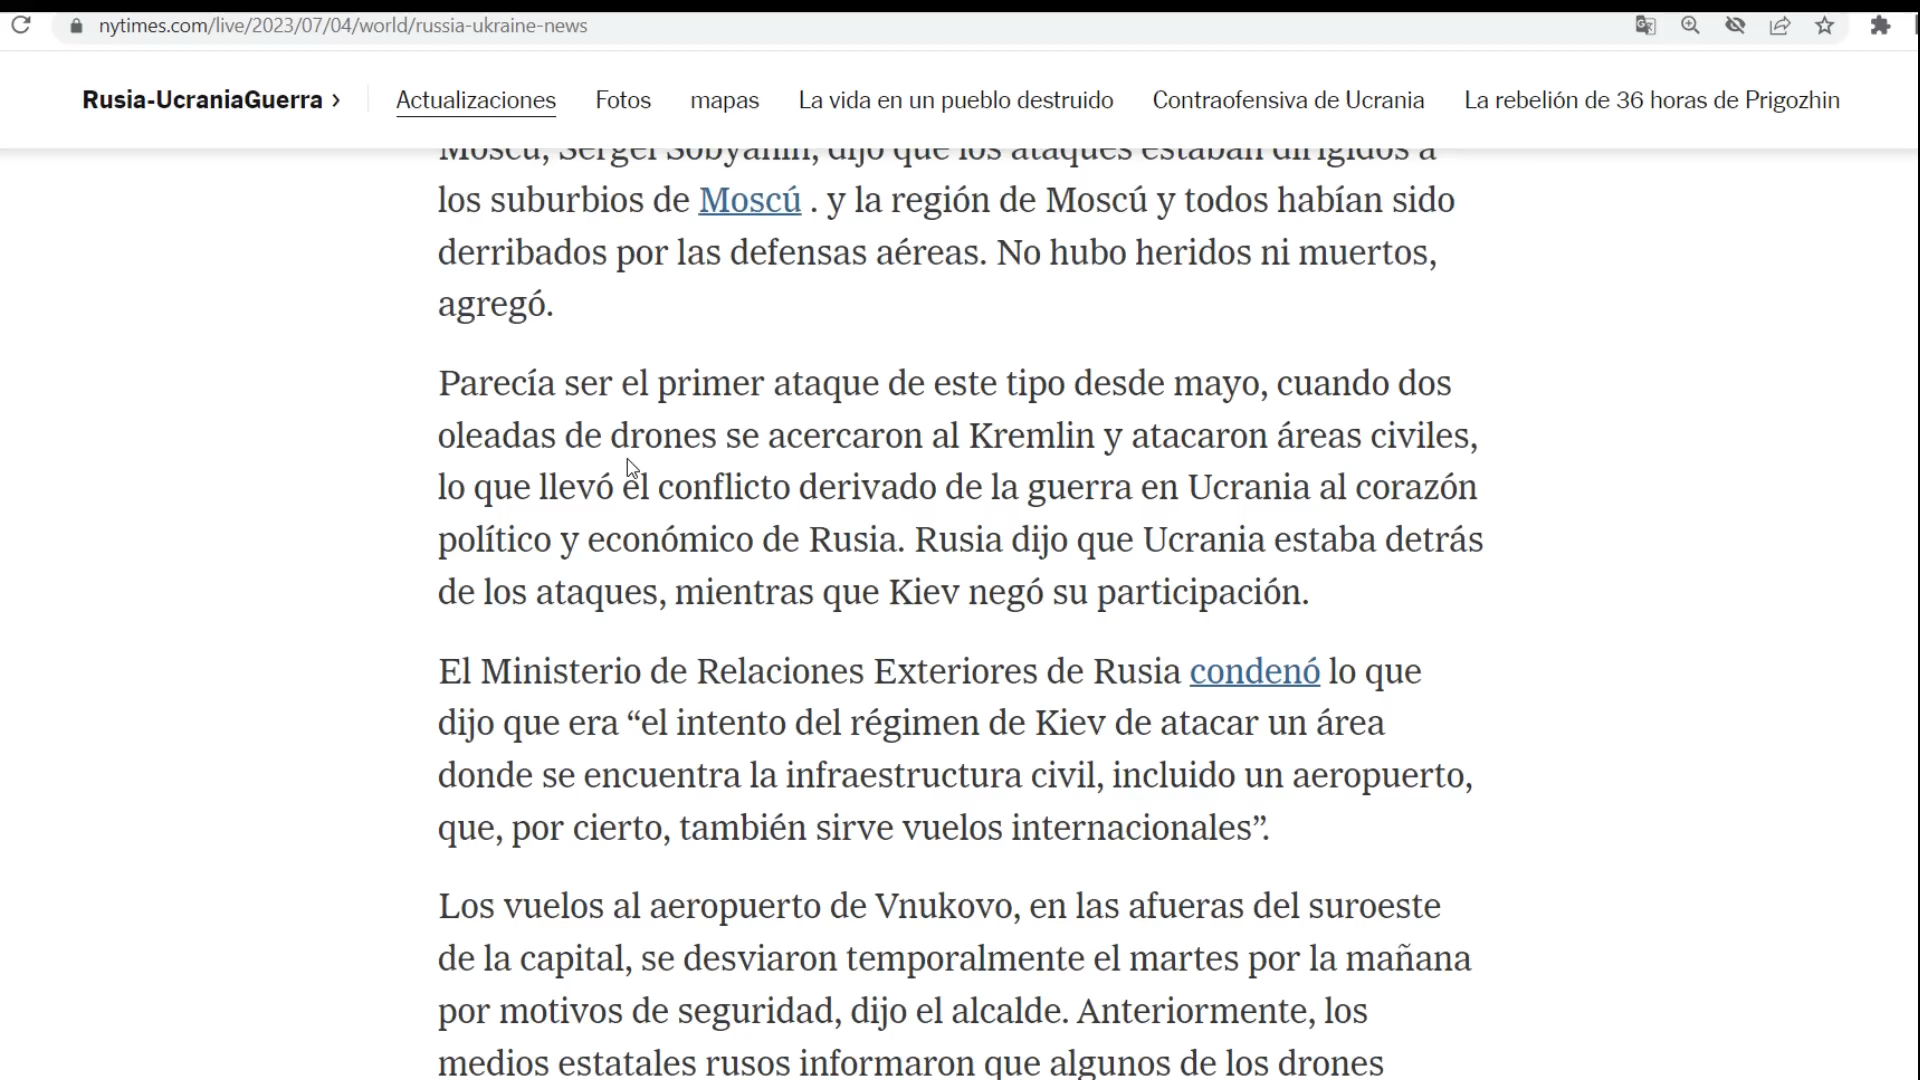 nytimes.com/live/2023/07/04/world/russia-ukraine-news
Rusia-UcraniaGuerra › Actualizaciones Fotos mapas La vida en un pueblo destruido Contraofensiva de Ucrania La rebelión de 36 horas de Prigozhin
Moscú, Sergei Sobyanin, dijo que los ataques estaban dirigidos a
los suburbios de Moscú . y la región de Moscú y todos habían sido
derribados por las defensas aéreas. No hubo heridos ni muertos,
agregó.
Parecía ser el primer ataque de este tipo desde mayo, cuando dos
oleadas de drones se acercaron al Kremlin y atacaron áreas civiles,
lo que llevó el conflicto derivado de la guerra en Ucrania al corazón
político y económico de Rusia. Rusia dijo que Ucrania estaba detrás
de los ataques, mientras que Kiev negó su participación.
El Ministerio de Relaciones Exteriores de Rusia condenó lo que
dijo que era “el intento del régimen de Kiev de atacar un área
donde se encuentra la infraestructura civil, incluido un aeropuerto,
que, por cierto, también sirve vuelos internacionales”.
Los vuelos al aeropuerto de Vnukovo, en las afueras del suroeste
de la capital, se desviaron temporalmente el martes por la mañana
por motivos de seguridad, dijo el alcalde. Anteriormente, los
medios estatales rusos informaron que algunos de los drones